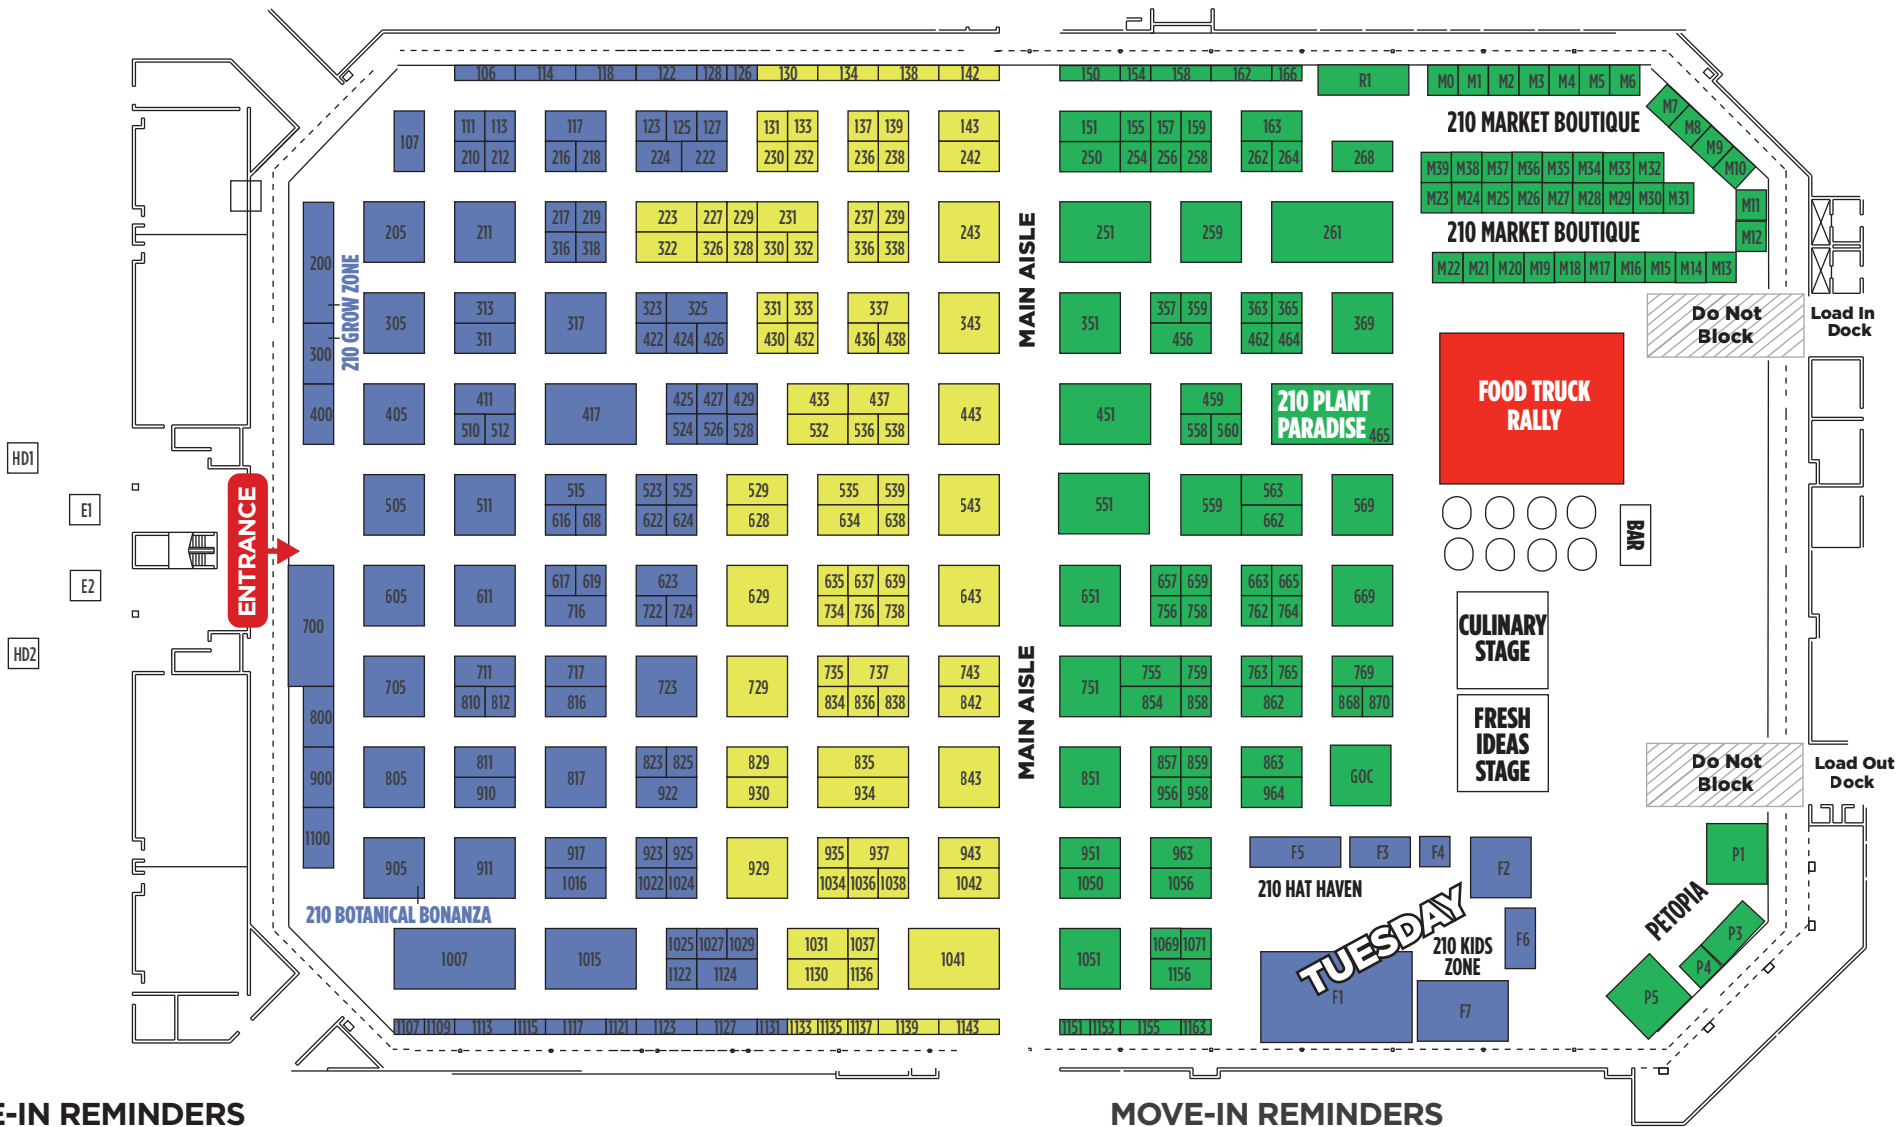 106 114 118 122 128 126 130 134 138 142 150 154 158 162 166 R1 M0 M1 M2 M3 M4 M5 M6
M7
M8
M9
M10
210 MARKET BOUTIQUE
107 111 113 117 123 125 127 131 133 137 139 143 151 155 157 159 163
210 212 216 218 224 222 230 232 236 238 242 250 254 256 258 262 264 268
M39 M38 M37 M36 M35 M34 M33 M32
M23 M24 M25 M26 M27 M28 M29 M30 M31
M11
M12
210 MARKET BOUTIQUE
M22 M21 M20 M19 M18 M17 M16 M15 M14 M13
200 205 211 217 219 223 227 229 231 237 239 243 251 259 261
316 318 322 326 328 330 332 336 338
210 GROW ZONE
MAIN AISLE
300 305 313 317 323 325 331 333 337 343 351 357 359 363 365 369
311 422 424 426 430 432 436 438 456 462 464
Do Not
Block
Load In
Dock
FOOD TRUCK
RALLY
400 405 411 417 425 427 429 433 437 443 451 459
510 512 524 526 528 532 536 538 558 560
210 PLANT
PARADISE 465
HD1
E1
E2
HD2
ENTRANCE
505 511 515 523 525 529 535 539 543 551 559 563 569
616 618 622 624 628 634 638 662
BAR
605 611 617 619 623 629 635 637 639 643 651 657 659 663 665 669
700 716 722 724 734 736 738 756 758 762 764
CULINARY
STAGE
MAIN AISLE
705 711 717 723 729 735 737 743 751 755 759 763 765 769
800 810 812 816 834 836 838 842 854 858 862 868 870
FRESH
IDEAS
STAGE
900 805 811 817 823 825 829 835 843 851 857 859 863 GOC
910 922 930 934 956 958 964
Do Not
Block
Load Out
Dock
1100 905 911 917 923 925 929 935 937 943 951 963
1016 1022 1024 1034 1036 1038 1042 1050 1056
F5 F3 F4 F2 P1
210 HAT HAVEN
210 BOTANICAL BONANZA
TUESDAY
PETOPIA
210 KIDS
ZONE
F6 P3 P4 P5
1007 1015 1025 1027 1029 1031 1037 1041 1051 1069 1071
1122 1124 1130 1136 1156
F1 F7
1107 1109 1113 1115 1117 1121 1123 1127 1131 1133 1135 1137 1139 1143 1151 1153 1155 1163
E-IN REMINDERS
MOVE-IN REMINDERS